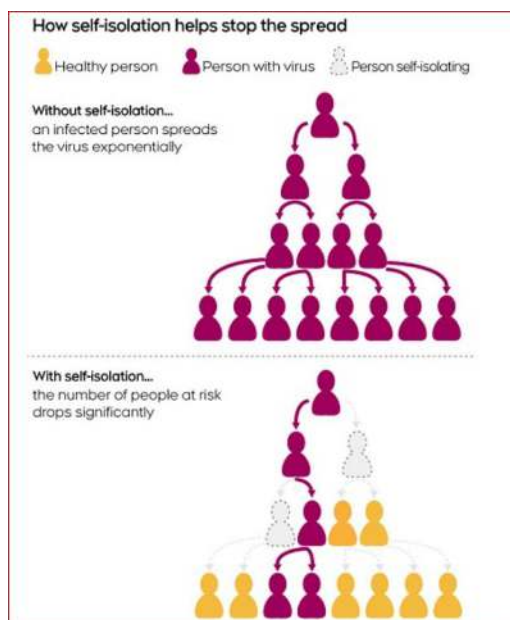 How self-isolation helps stop the spread
Healthy person Person with virus Person self-isolating
Without self-isolation...
an infected person spreads
the virus exponentially
With self-isolation...
the number of people at risk
drops significantly